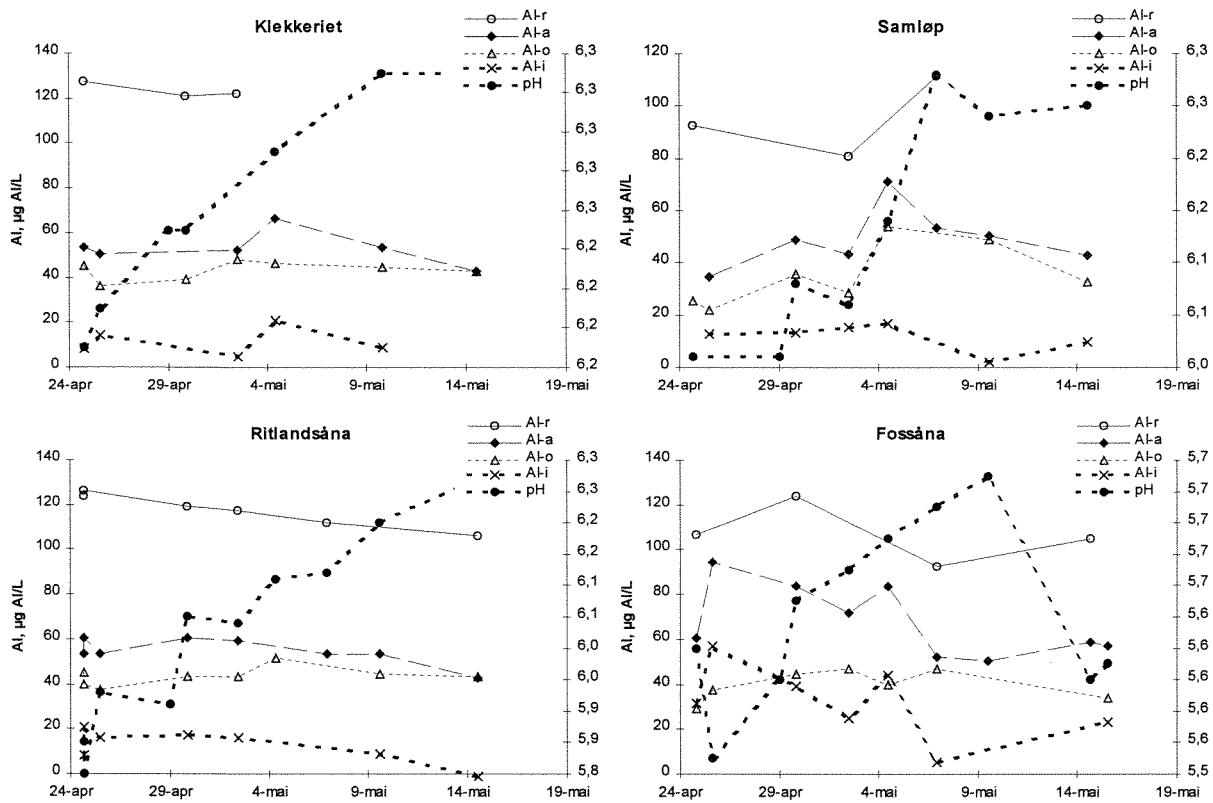 Klekkeriet
Al-r
Al-a
Al-o
Al-i
pH
Al, µg Al/L
140
120
100
80
60
40
20
0
6,3
6,3
6,3
6,3
6,3
6,2
6,2
6,2
6,2
24-apr 29-apr 4-mai 9-mai 14-mai 19-mai
Samløp
Al-r
Al-a
Al-o
Al-i
pH
Al, µg Al/L
120
100
80
60
40
20
0
6,3
6,3
6,2
6,2
6,1
6,1
6,0
24-apr 29-apr 4-mai 9-mai 14-mai 19-mai
Ritlandsåna
Al-r
Al-a
Al-o
Al-i
pH
Al, µg Al/L
140
120
100
80
60
40
20
0
6,3
6,3
6,2
6,2
6,1
6,1
6,0
6,0
5,9
5,9
5,8
24-apr 29-apr 4-mai 9-mai 14-mai 19-mai
Fossåna
Al-r
Al-a
Al-o
Al-i
pH
Al, µg Al/L
140
120
100
80
60
40
20
0
5,7
5,7
5,7
5,7
5,7
5,6
5,6
5,6
5,6
5,6
5,5
24-apr 29-apr 4-mai 9-mai 14-mai 19-mai